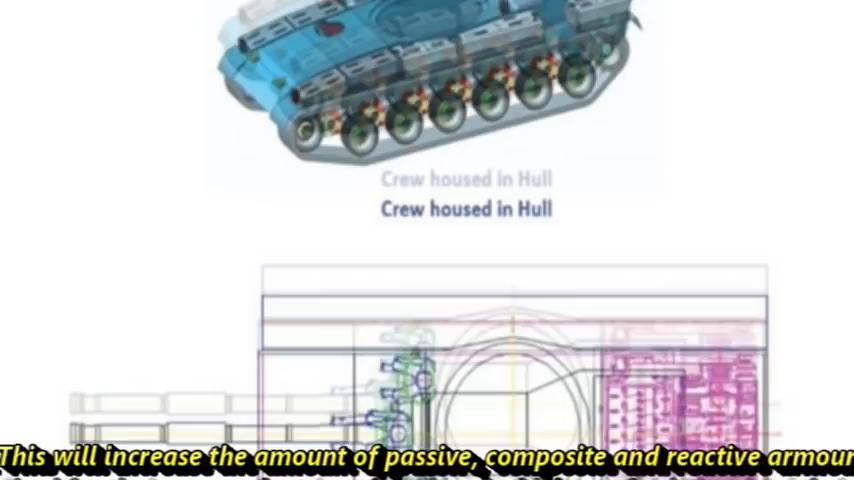 Crew housed in Hull
Crew housed in Hull
This will increase the amount of passive, composite and reactive armour